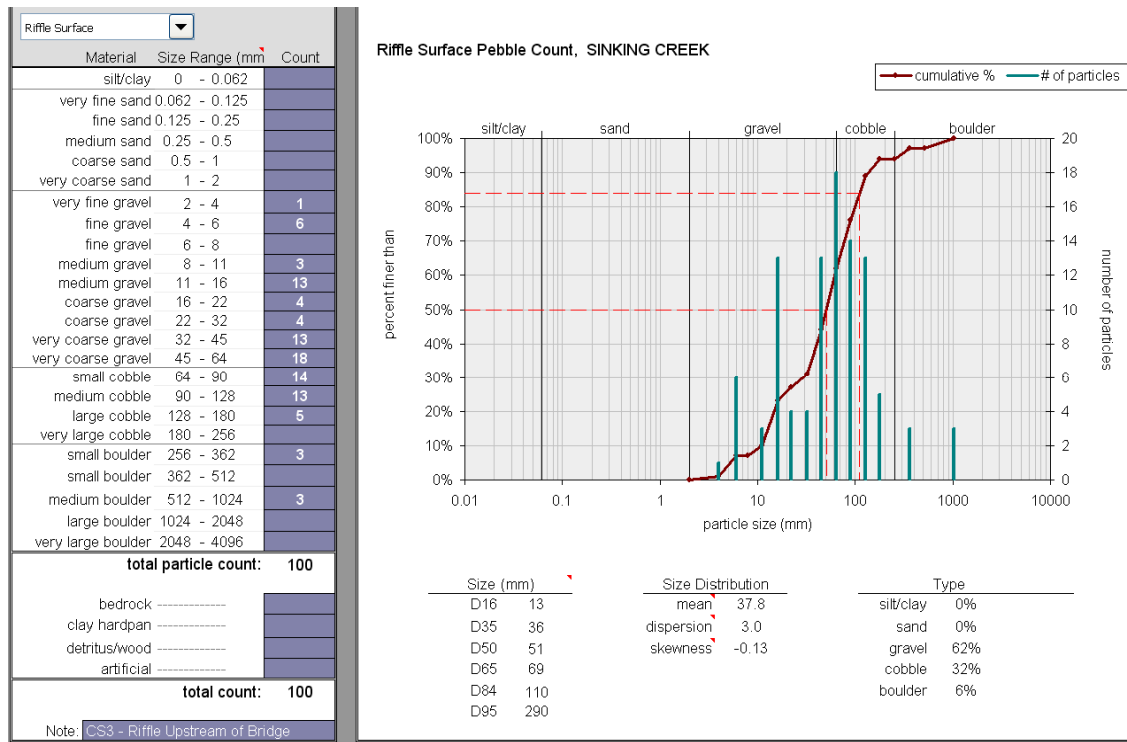 Riffle Surface
Material Size Range (mm Count
silt/clay 0 - 0.062
very fine sand 0.062 - 0.125
fine sand 0.125 - 0.25
medium sand 0.25 - 0.5
coarse sand 0.5 - 1
very coarse sand 1 - 2
very fine gravel 2 - 4 1
fine gravel 4 - 6 6
fine gravel 6 - 8
medium gravel 8 - 11 3
medium gravel 11 - 16 13
coarse gravel 16 - 22 4
coarse gravel 22 - 32 4
very coarse gravel 32 - 45 13
very coarse gravel 45 - 64 18
small cobble 64 - 90 14
medium cobble 90 - 128 13
large cobble 128 - 180 5
very large cobble 180 - 256
small boulder 256 - 362 3
small boulder 362 - 512
medium boulder 512 - 1024 3
large boulder 1024 - 2048
very large boulder 2048 - 4096
total particle count: 100
bedrock -------------
clay hardpan -------------
detritus/wood -------------
artificial -------------
total count: 100
Note: CS3 - Riffle Upstream of Bridge
Riffle Surface Pebble Count, SINKING CREEK
cumulative % # of particles
silt/clay sand gravel cobble boulder
100%
90%
80%
70%
60%
50%
40%
30%
20%
10%
0%
percent finer than
20
18
16
14
12
10
8
6
4
2
0
number of particles
0.01 0.1 1 10 100 1000 10000
particle size (mm)
Size (mm)
D16 13
D35 36
D50 51
D65 69
D84 110
D95 290
Size Distribution
mean 37.8
dispersion 3.0
skewness -0.13
Type
silt/clay 0%
sand 0%
gravel 62%
cobble 32%
boulder 6%